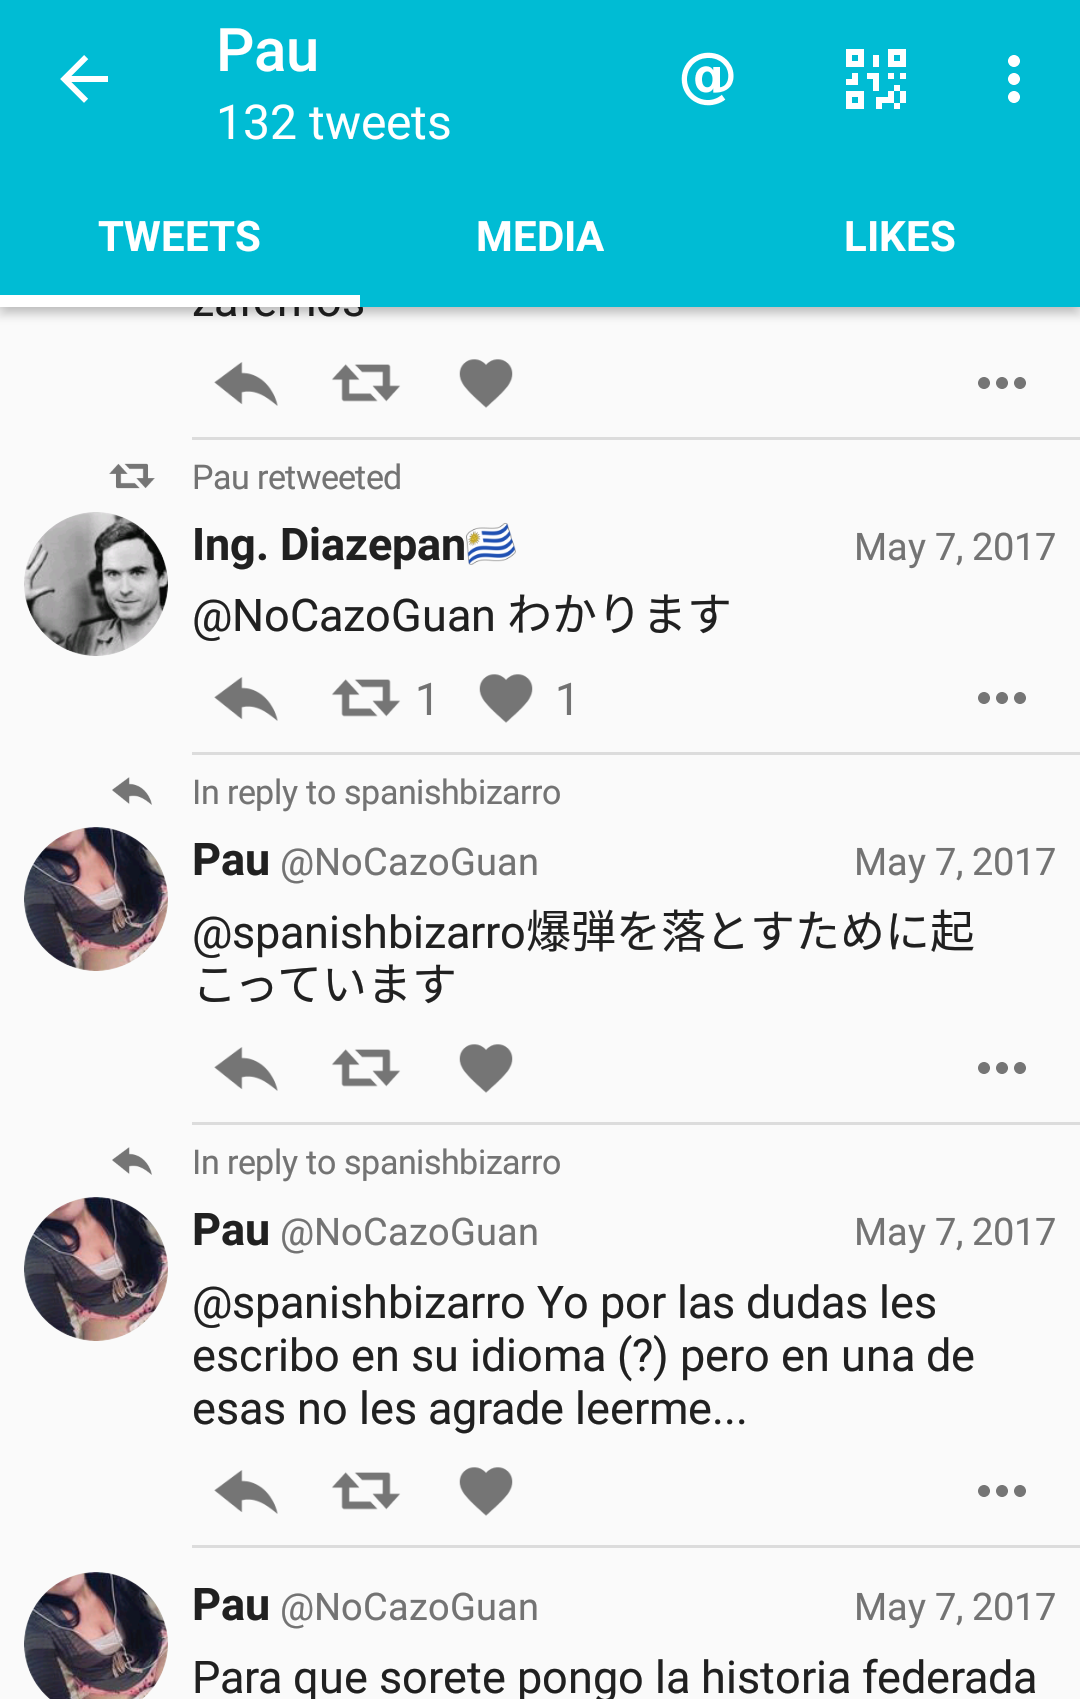 Pau
132 tweets
TWEETS
MEDIA
LIKES
zafemos
Pau retweeted
Ing. Diazepan🇺🇾 May 7, 2017
@NoCazoGuan わかります
1 1
In reply to spanishbizarro
Pau @NoCazoGuan May 7, 2017
@spanishbizarro爆弾を落とすために起
こっています
In reply to spanishbizarro
Pau @NoCazoGuan May 7, 2017
@spanishbizarro Yo por las dudas les
escribo en su idioma (?) pero en una de
esas no les agrade leerme...
Pau @NoCazoGuan May 7, 2017
Para que sorete pongo la historia federada